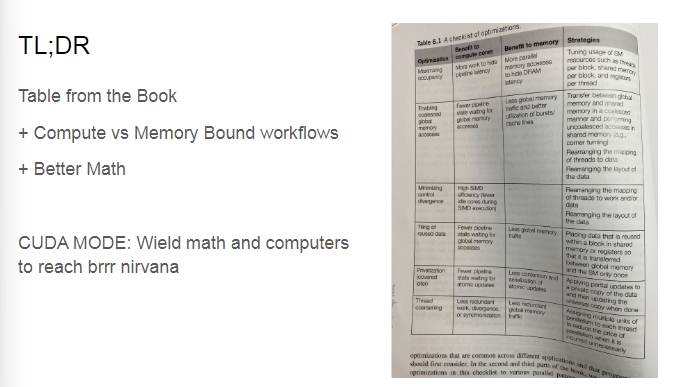 TL;DR
Table from the Book
+ Compute vs Memory Bound workflows
+ Better Math
CUDA MODE: Wield math and computers
to reach brrr nirvana
Table 6.1 A checklist of optimizations.
Optimization
Benefit to
compute cores
Benefit to memory
Strategies
Maximizing
occupancy
More work to hide
pipeline latency
More parallel
memory accesses
to hide DRAM
latency
Tuning usage of SM
resources such as threads
per block, shared memory
per block, and registers
per thread
Enabling
coalesced
global
memory
accesses
Fewer pipeline
stalls waiting for
global memory
accesses
Less global memory
traffic and better
utilization of bursts/
cache lines
Transfer between global
memory and shared
memory in a coalesced
manner and performing
uncoalesced accesses in
shared memory (e.g.,
corner turning)
Rearranging the mapping
of threads to data
Rearranging the layout of
the data
Minimizing
control
divergence
High SIMD
efficiency (fewer
idle cores during
SIMD execution)
-
Rearranging the mapping
of threads to work and/or
data
Rearranging the layout of
the data
Tiling of
reused data
Fewer pipeline
stalls waiting for
global memory
accesses
Less global memory
traffic
Placing data that is reused
within a block in shared
memory or registers so
that it is transferred
between global memory
and the SM only once
Privatization
(covered
later)
Fewer pipeline
stalls waiting for
atomic updates
Less contention and
serialization of
atomic updates
Applying partial updates to
a private copy of the data
and then updating the
universal copy when done
Thread
coarsening
Less redundant
work, divergence,
or synchronization
Less redundant
global memory
traffic
Assigning multiple units of
parallelism to each thread
to reduce the price of
parallelism when it is
incurred unnecessarily
optimizations that are common across different applications and that
should first consider. In the second and third parts of the book, we
optimizations in this checklist to various parallel